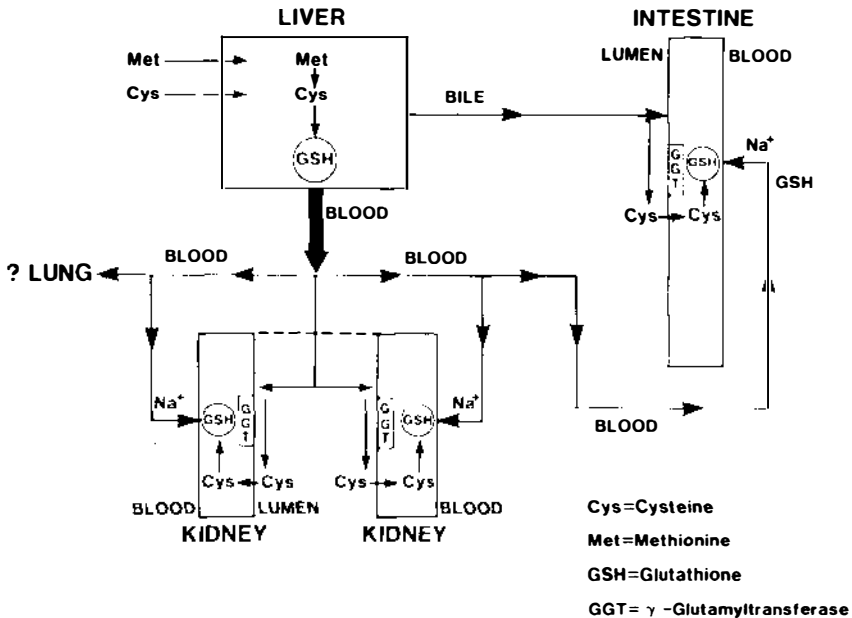 LIVER
INTESTINE
Met
Met
LUMEN
BLOOD
Cys
Cys
BILE
GSH
G
G
T
GSH
Na+
GSH
BLOOD
Cys
Cys
? LUNG
BLOOD
BLOOD
Na+
GSH
G
G
T
G
G
T
GSH
Na+
BLOOD
Cys
Cys
Cys
Cys
BLOOD
LUMEN
BLOOD
KIDNEY
KIDNEY
Cys=Cysteine
Met=Methionine
GSH=Glutathione
GGT= γ -Glutamyltransferase